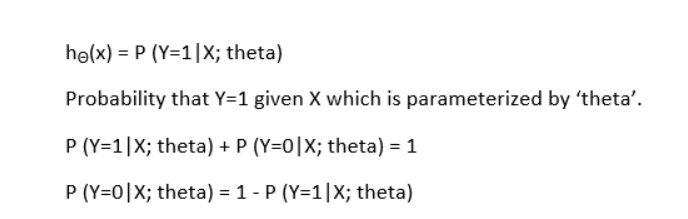 hΘ(x) = P (Y=1|X; theta)
Probability that Y=1 given X which is parameterized by ‘theta’.
P (Y=1|X; theta) + P (Y=0|X; theta) = 1
P (Y=0|X; theta) = 1 - P (Y=1|X; theta)